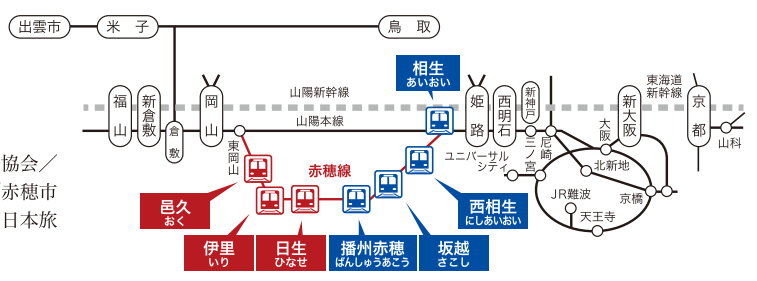 出雲市
米子
鳥取
相生
あいおい
福山
新倉敷
岡山
山陽新幹線
姫路
西明石
新神戸
新大阪
東海道
新幹線
京都
倉敷
山陽本線
東岡山
大阪
三ノ宮
尼崎
山科
協会／
赤穂線
ユニバーサル
シティ
北新地
赤穂市
邑久
おく
西相生
にしあいおい
JR難波
京橋
日本旅
伊里
いり
日生
ひなせ
播州赤穂
ばんしゅうあこう
坂越
さこし
天王寺